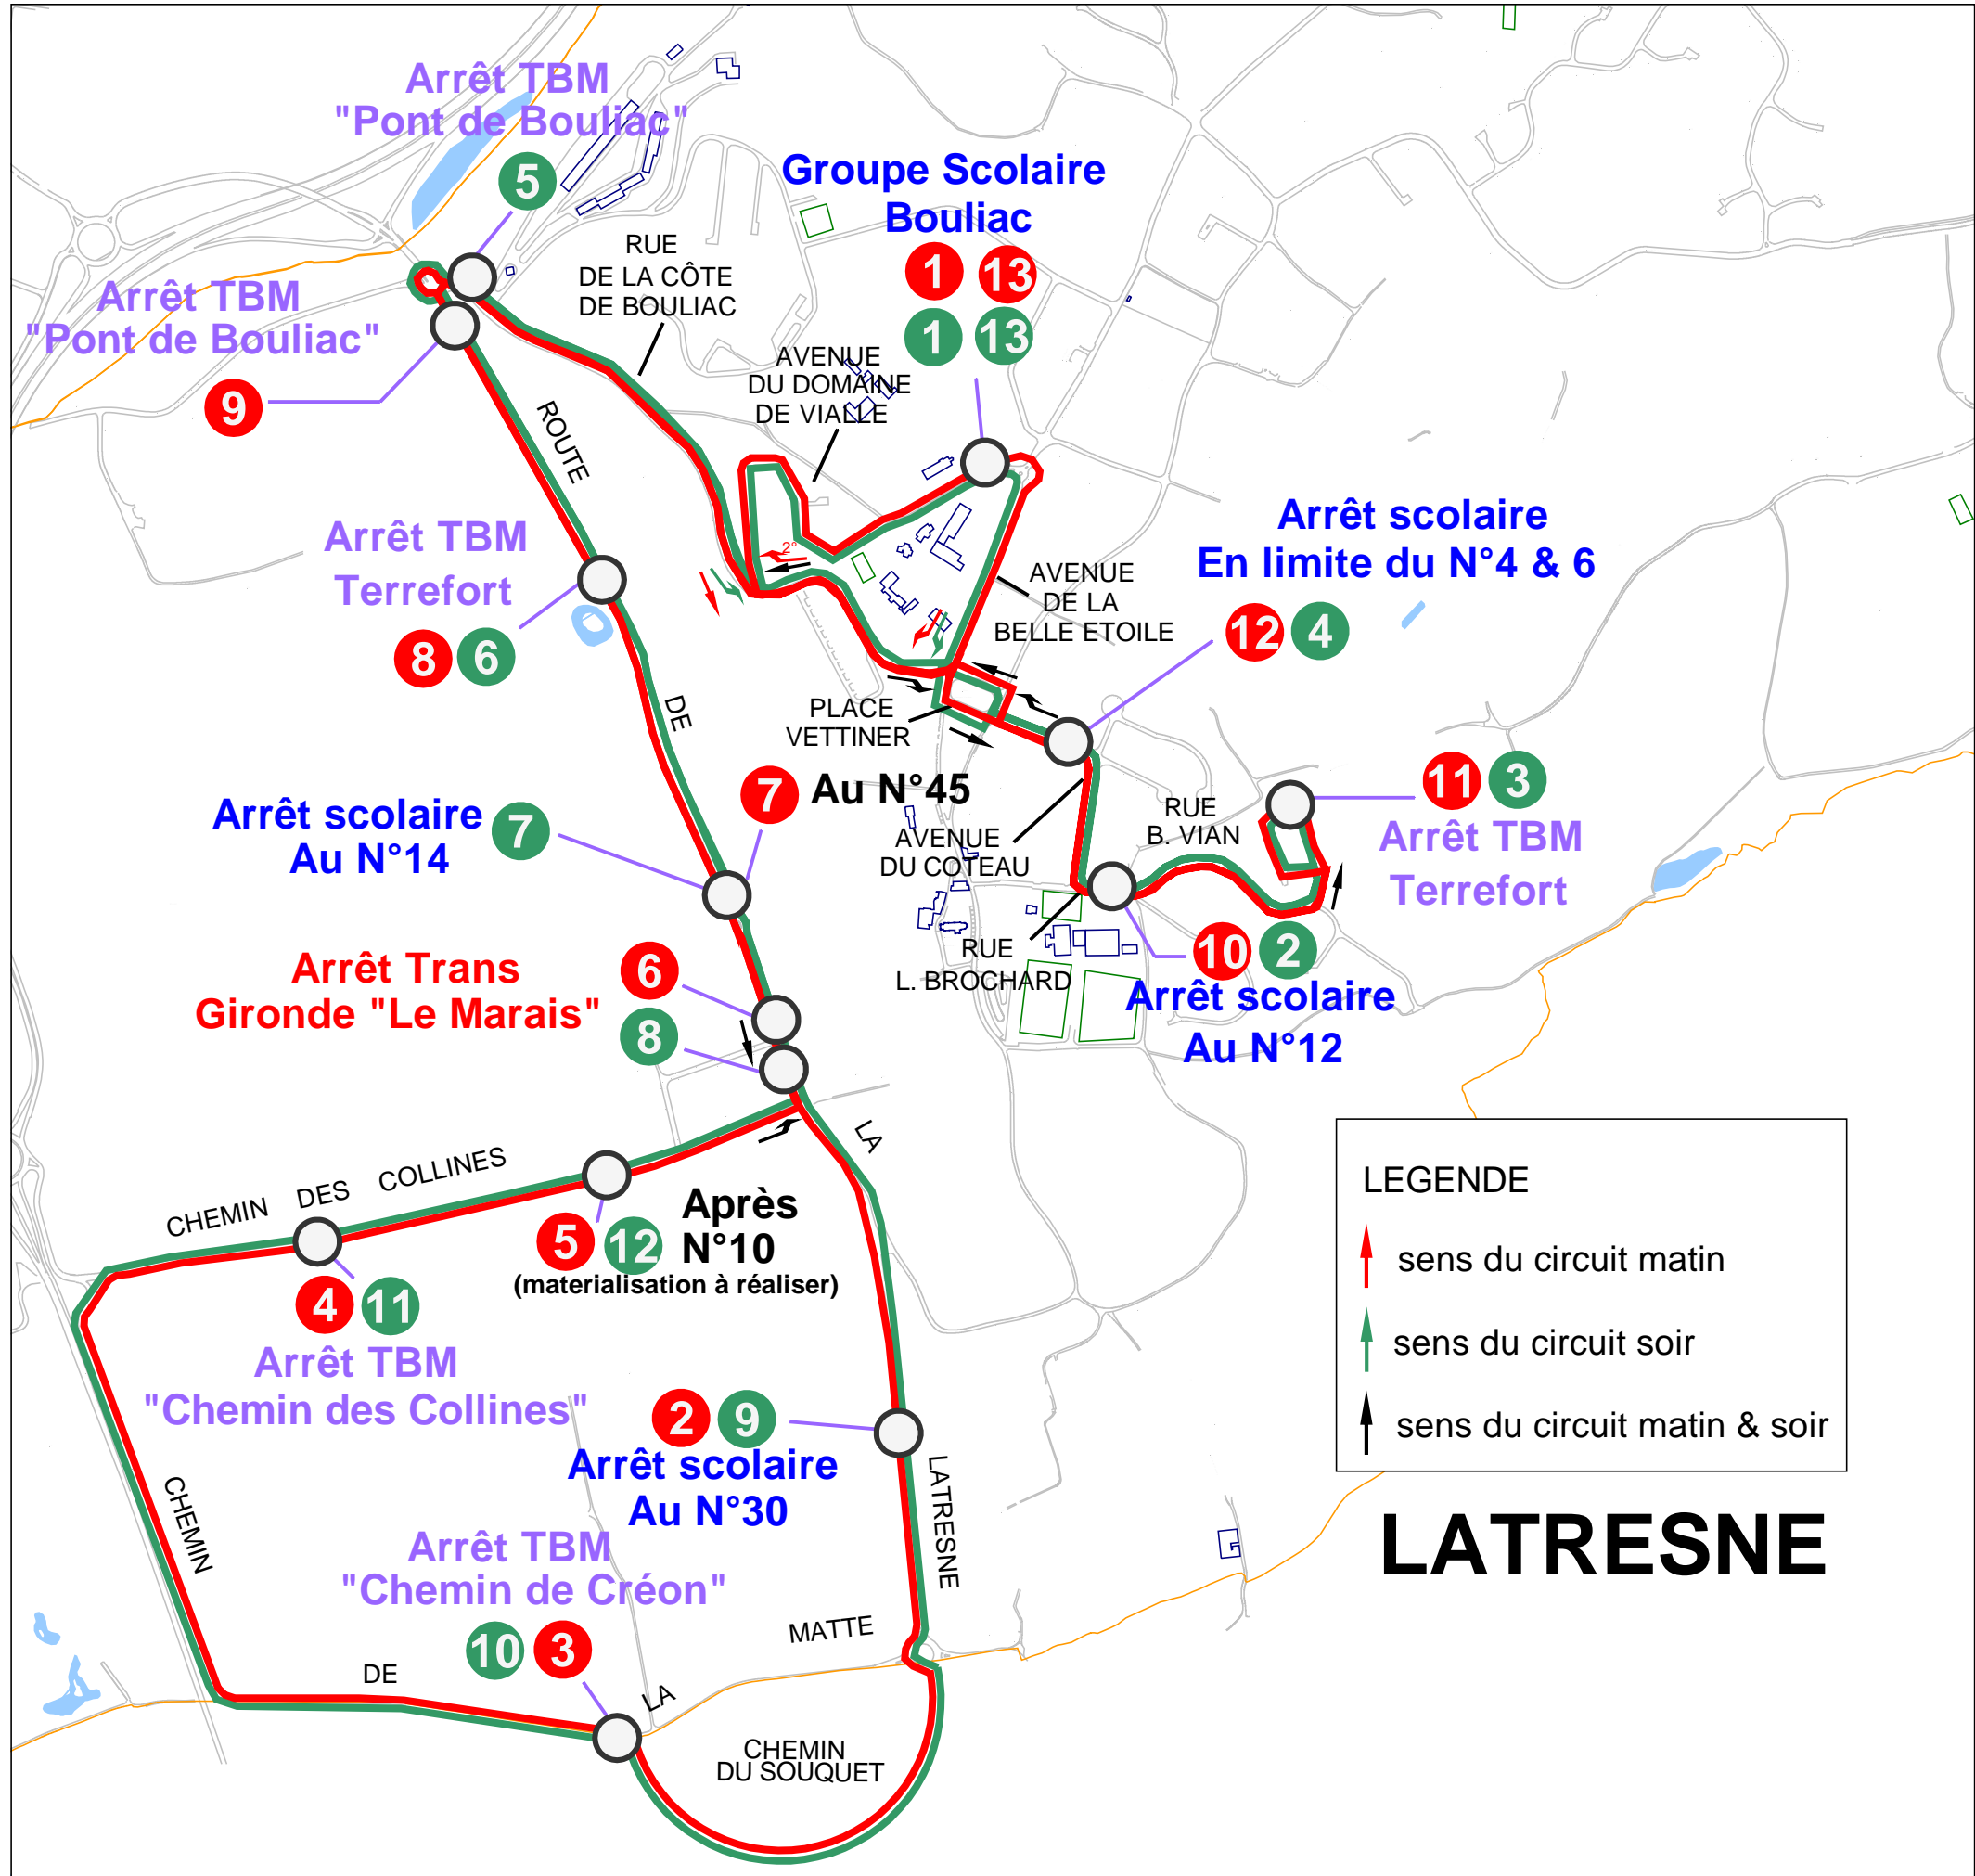 Arrêt TBM
"Pont de Bouliac"
5
Groupe Scolaire
Bouliac
1 13
1 13
RUE
DE LA CÔTE
DE BOULIAC
Arrêt TBM
"Pont de Bouliac"
9
AVENUE
DU DOMAINE
DE VIALLE
ROUTE
Arrêt TBM
Terrefort
8 6
2°
Arrêt scolaire
En limite du N°4 & 6
12 4
AVENUE
DE LA
BELLE ETOILE
DE
PLACE
VETTINER
7 Au N°45
Arrêt scolaire
Au N°14
7
AVENUE
DU COTEAU
RUE
B. VIAN
11 3
Arrêt TBM
Terrefort
RUE
L. BROCHARD
10 2
Arrêt scolaire
Au N°12
Arrêt Trans
Gironde "Le Marais"
6
8
LA
CHEMIN DES COLLINES
5 12
Après
N°10
(materialisation à réaliser)
4 11
Arrêt TBM
"Chemin des Collines"
2 9
Arrêt scolaire
Au N°30
LATRESNE
CHEMIN
Arrêt TBM
"Chemin de Créon"
10 3
DE
LA
MATTE
CHEMIN
DU SOUQUET
LEGENDE
sens du circuit matin
sens du circuit soir
sens du circuit matin & soir
LATRESNE